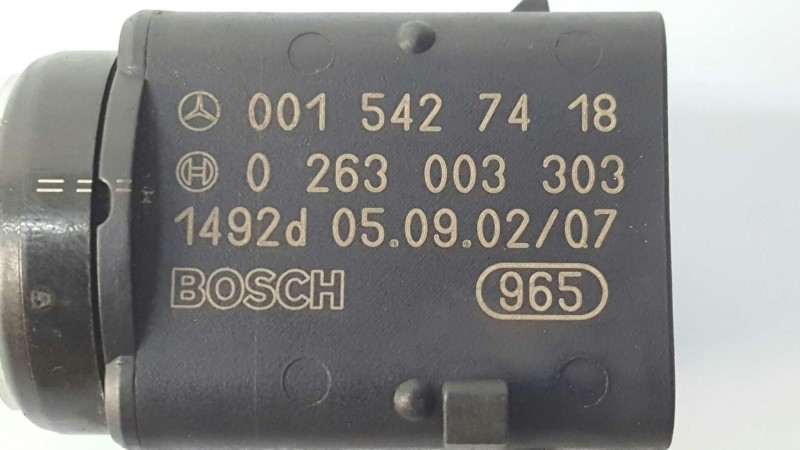 001 542 74 18
0 263 003 303
1492d 05.09.02/07
BOSCH 965